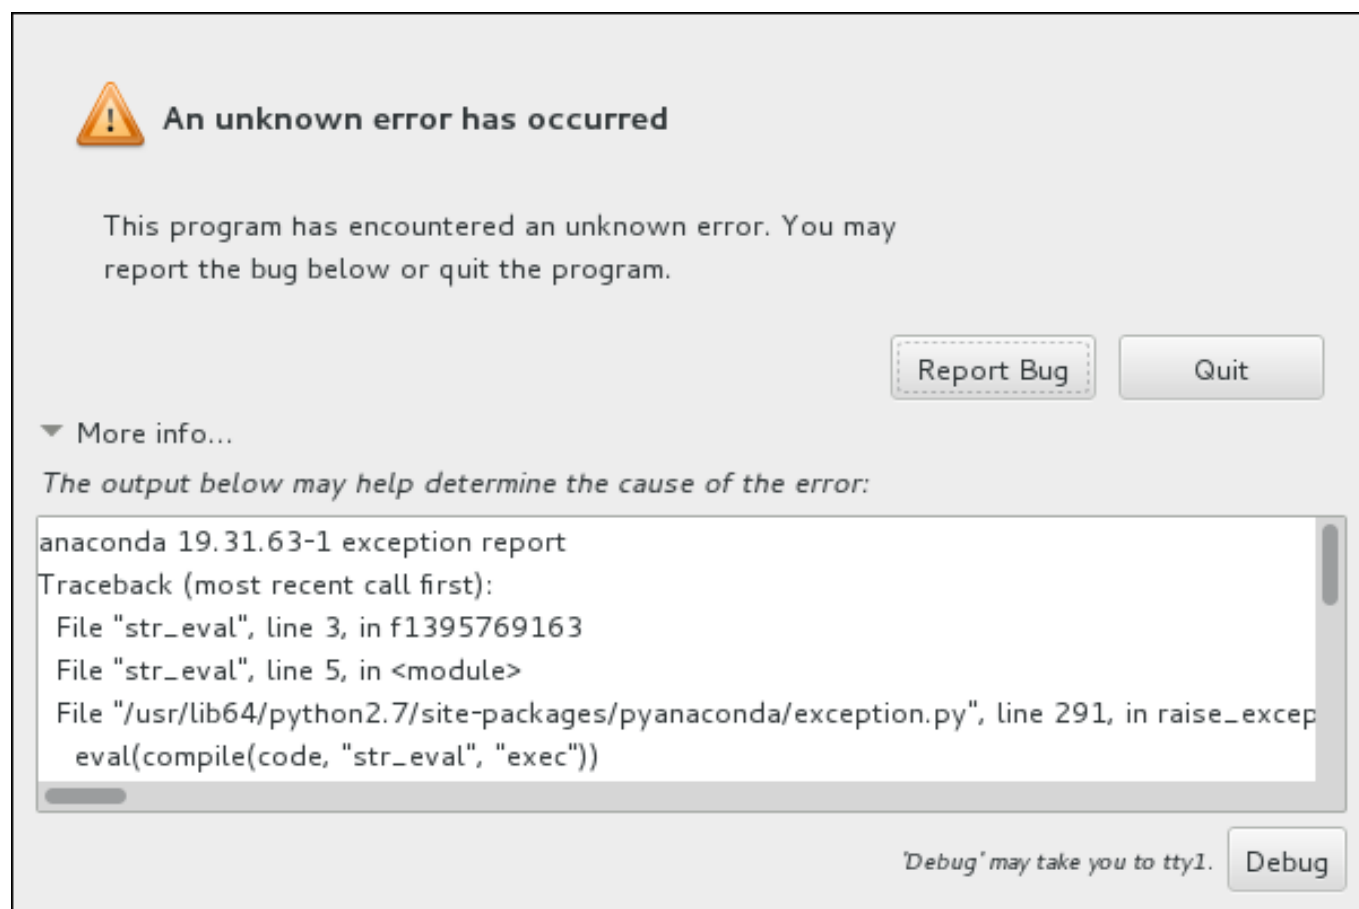 An unknown error has occurred
This program has encountered an unknown error. You may
report the bug below or quit the program.
Report Bug
Quit
More info...
The output below may help determine the cause of the error:
anaconda 19.31.63-1 exception report
Traceback (most recent call first):
File "str_eval", line 3, in f1395769163
File "str_eval", line 5, in <module>
File "/usr/lib64/python2.7/site-packages/pyanaconda/exception.py", line 291, in raise_excep
eval(compile(code, "str_eval", "exec"))
'Debug' may take you to tty1.
Debug